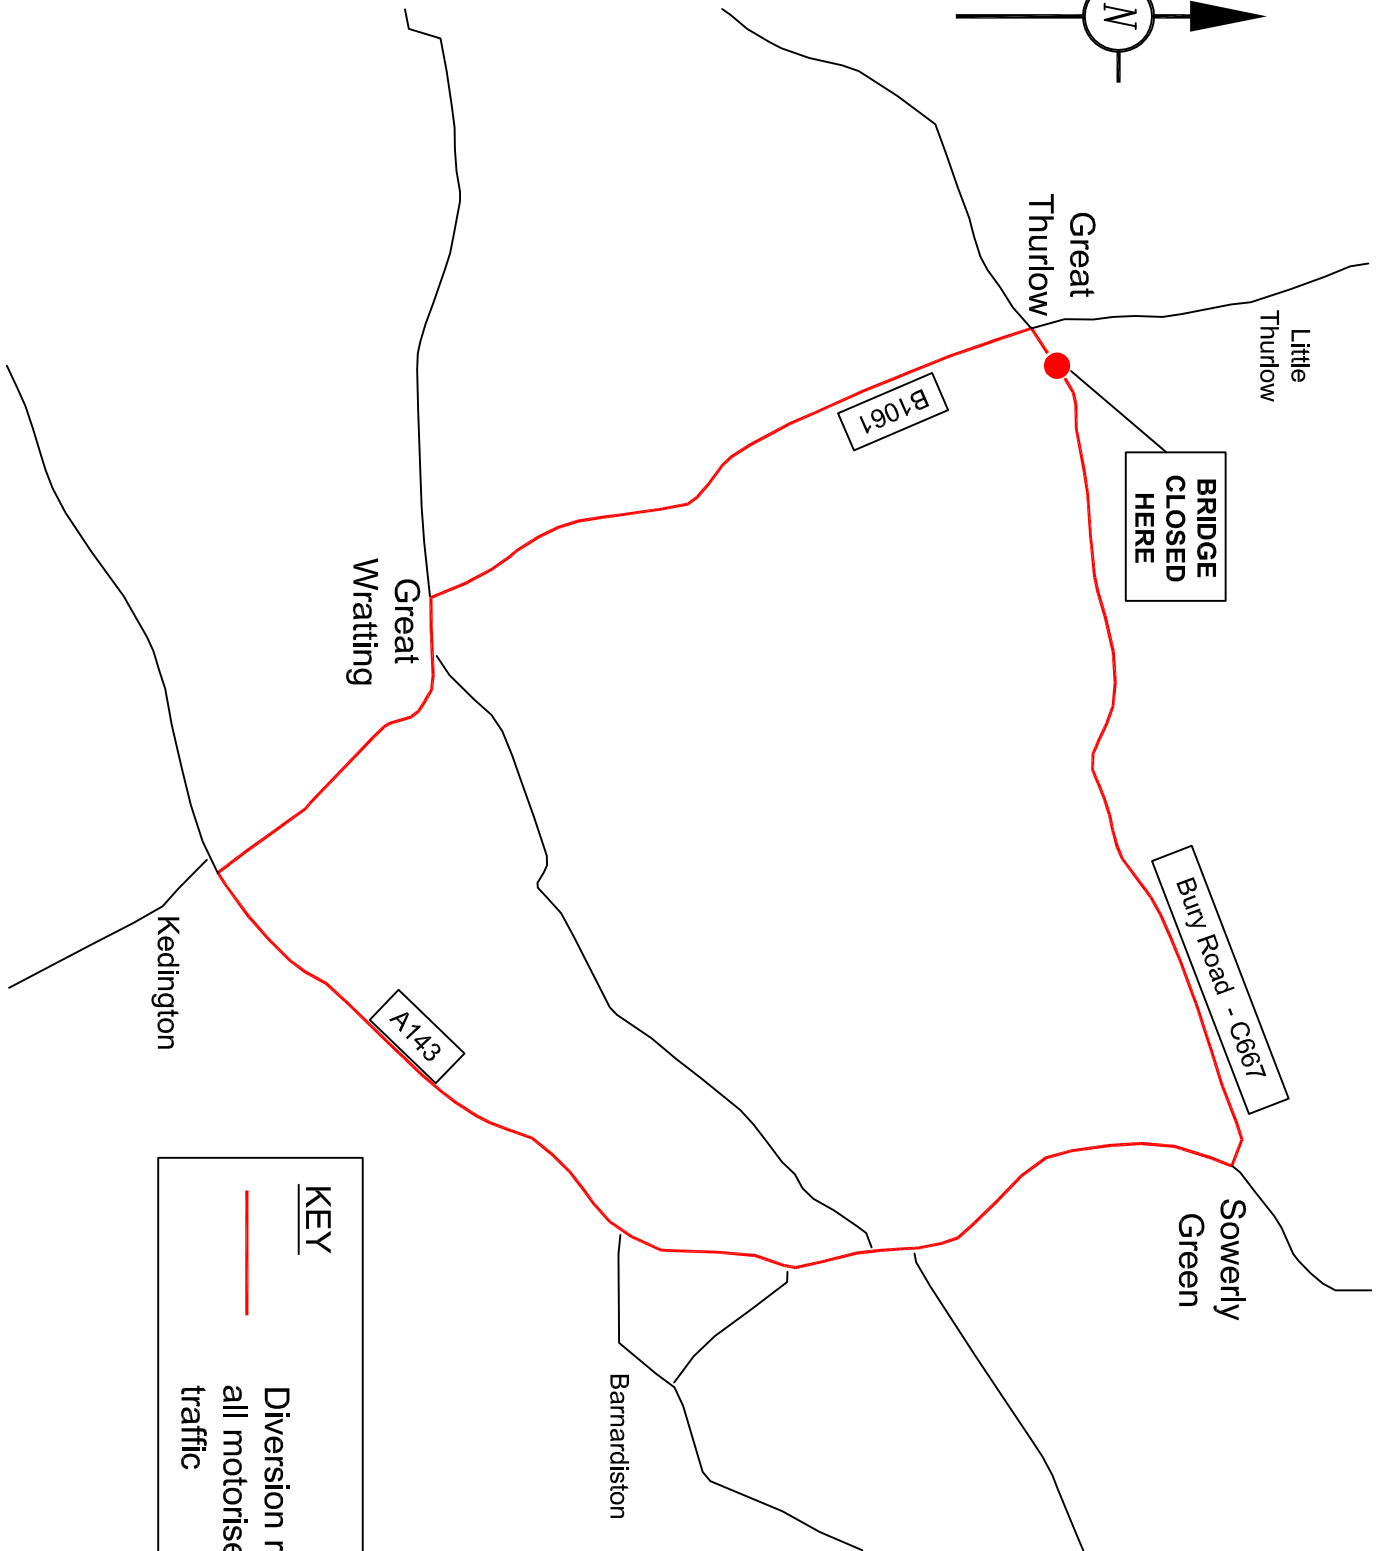 N
Little
Thurlow
Great
Thurlow
BRIDGE
CLOSED
HERE
B1061
Bury Road - C667
Sowerly
Green
Great
Wratting
A143
Kedington
Barnardiston
KEY
Diversion r
all motorise
traffic